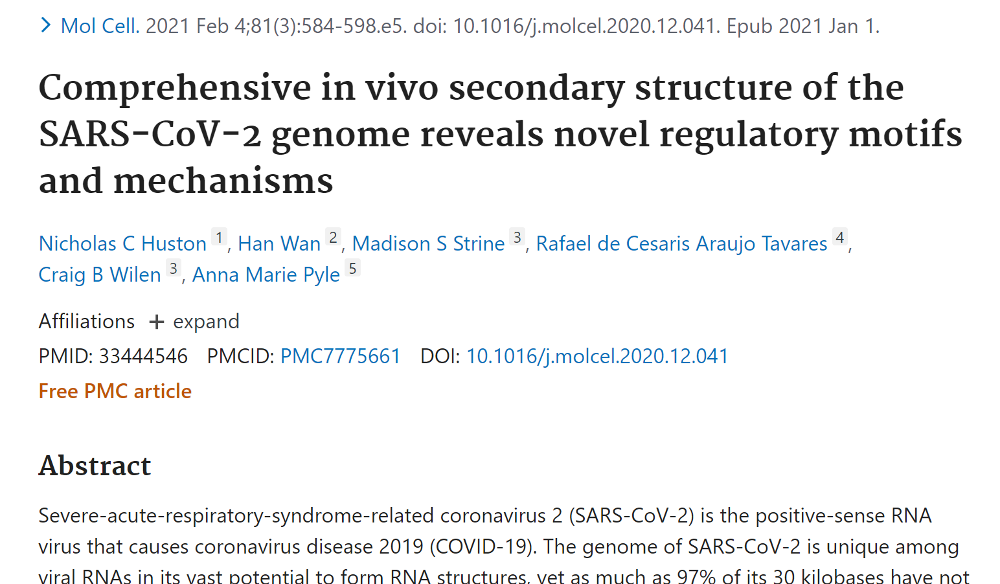 Mol Cell. 2021 Feb 4;81(3):584-598.e5. doi: 10.1016/j.molcel.2020.12.041. Epub 2021 Jan 1.
Comprehensive in vivo secondary structure of the
SARS-CoV-2 genome reveals novel regulatory motifs
and mechanisms
Nicholas C Huston 1, Han Wan 2, Madison S Strine 3, Rafael de Cesaris Araujo Tavares 4,
Craig B Wilen 3, Anna Marie Pyle 5
Affiliations + expand
PMID: 33444546 PMCID: PMC7775661 DOI: 10.1016/j.molcel.2020.12.041
Free PMC article
Abstract
Severe-acute-respiratory-syndrome-related coronavirus 2 (SARS-CoV-2) is the positive-sense RNA
virus that causes coronavirus disease 2019 (COVID-19). The genome of SARS-CoV-2 is unique among
viral RNAs in its vast potential to form RNA structures, yet as much as 97% of its 30 kilobases have not